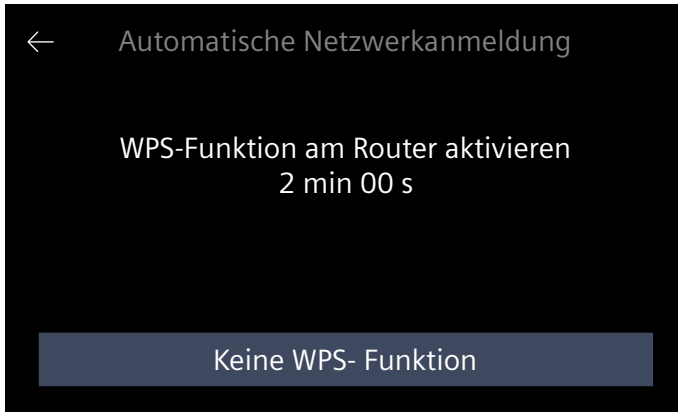 ← Automatische Netzwerkanmeldung
WPS-Funktion am Router aktivieren
2 min 00 s
Keine WPS- Funktion